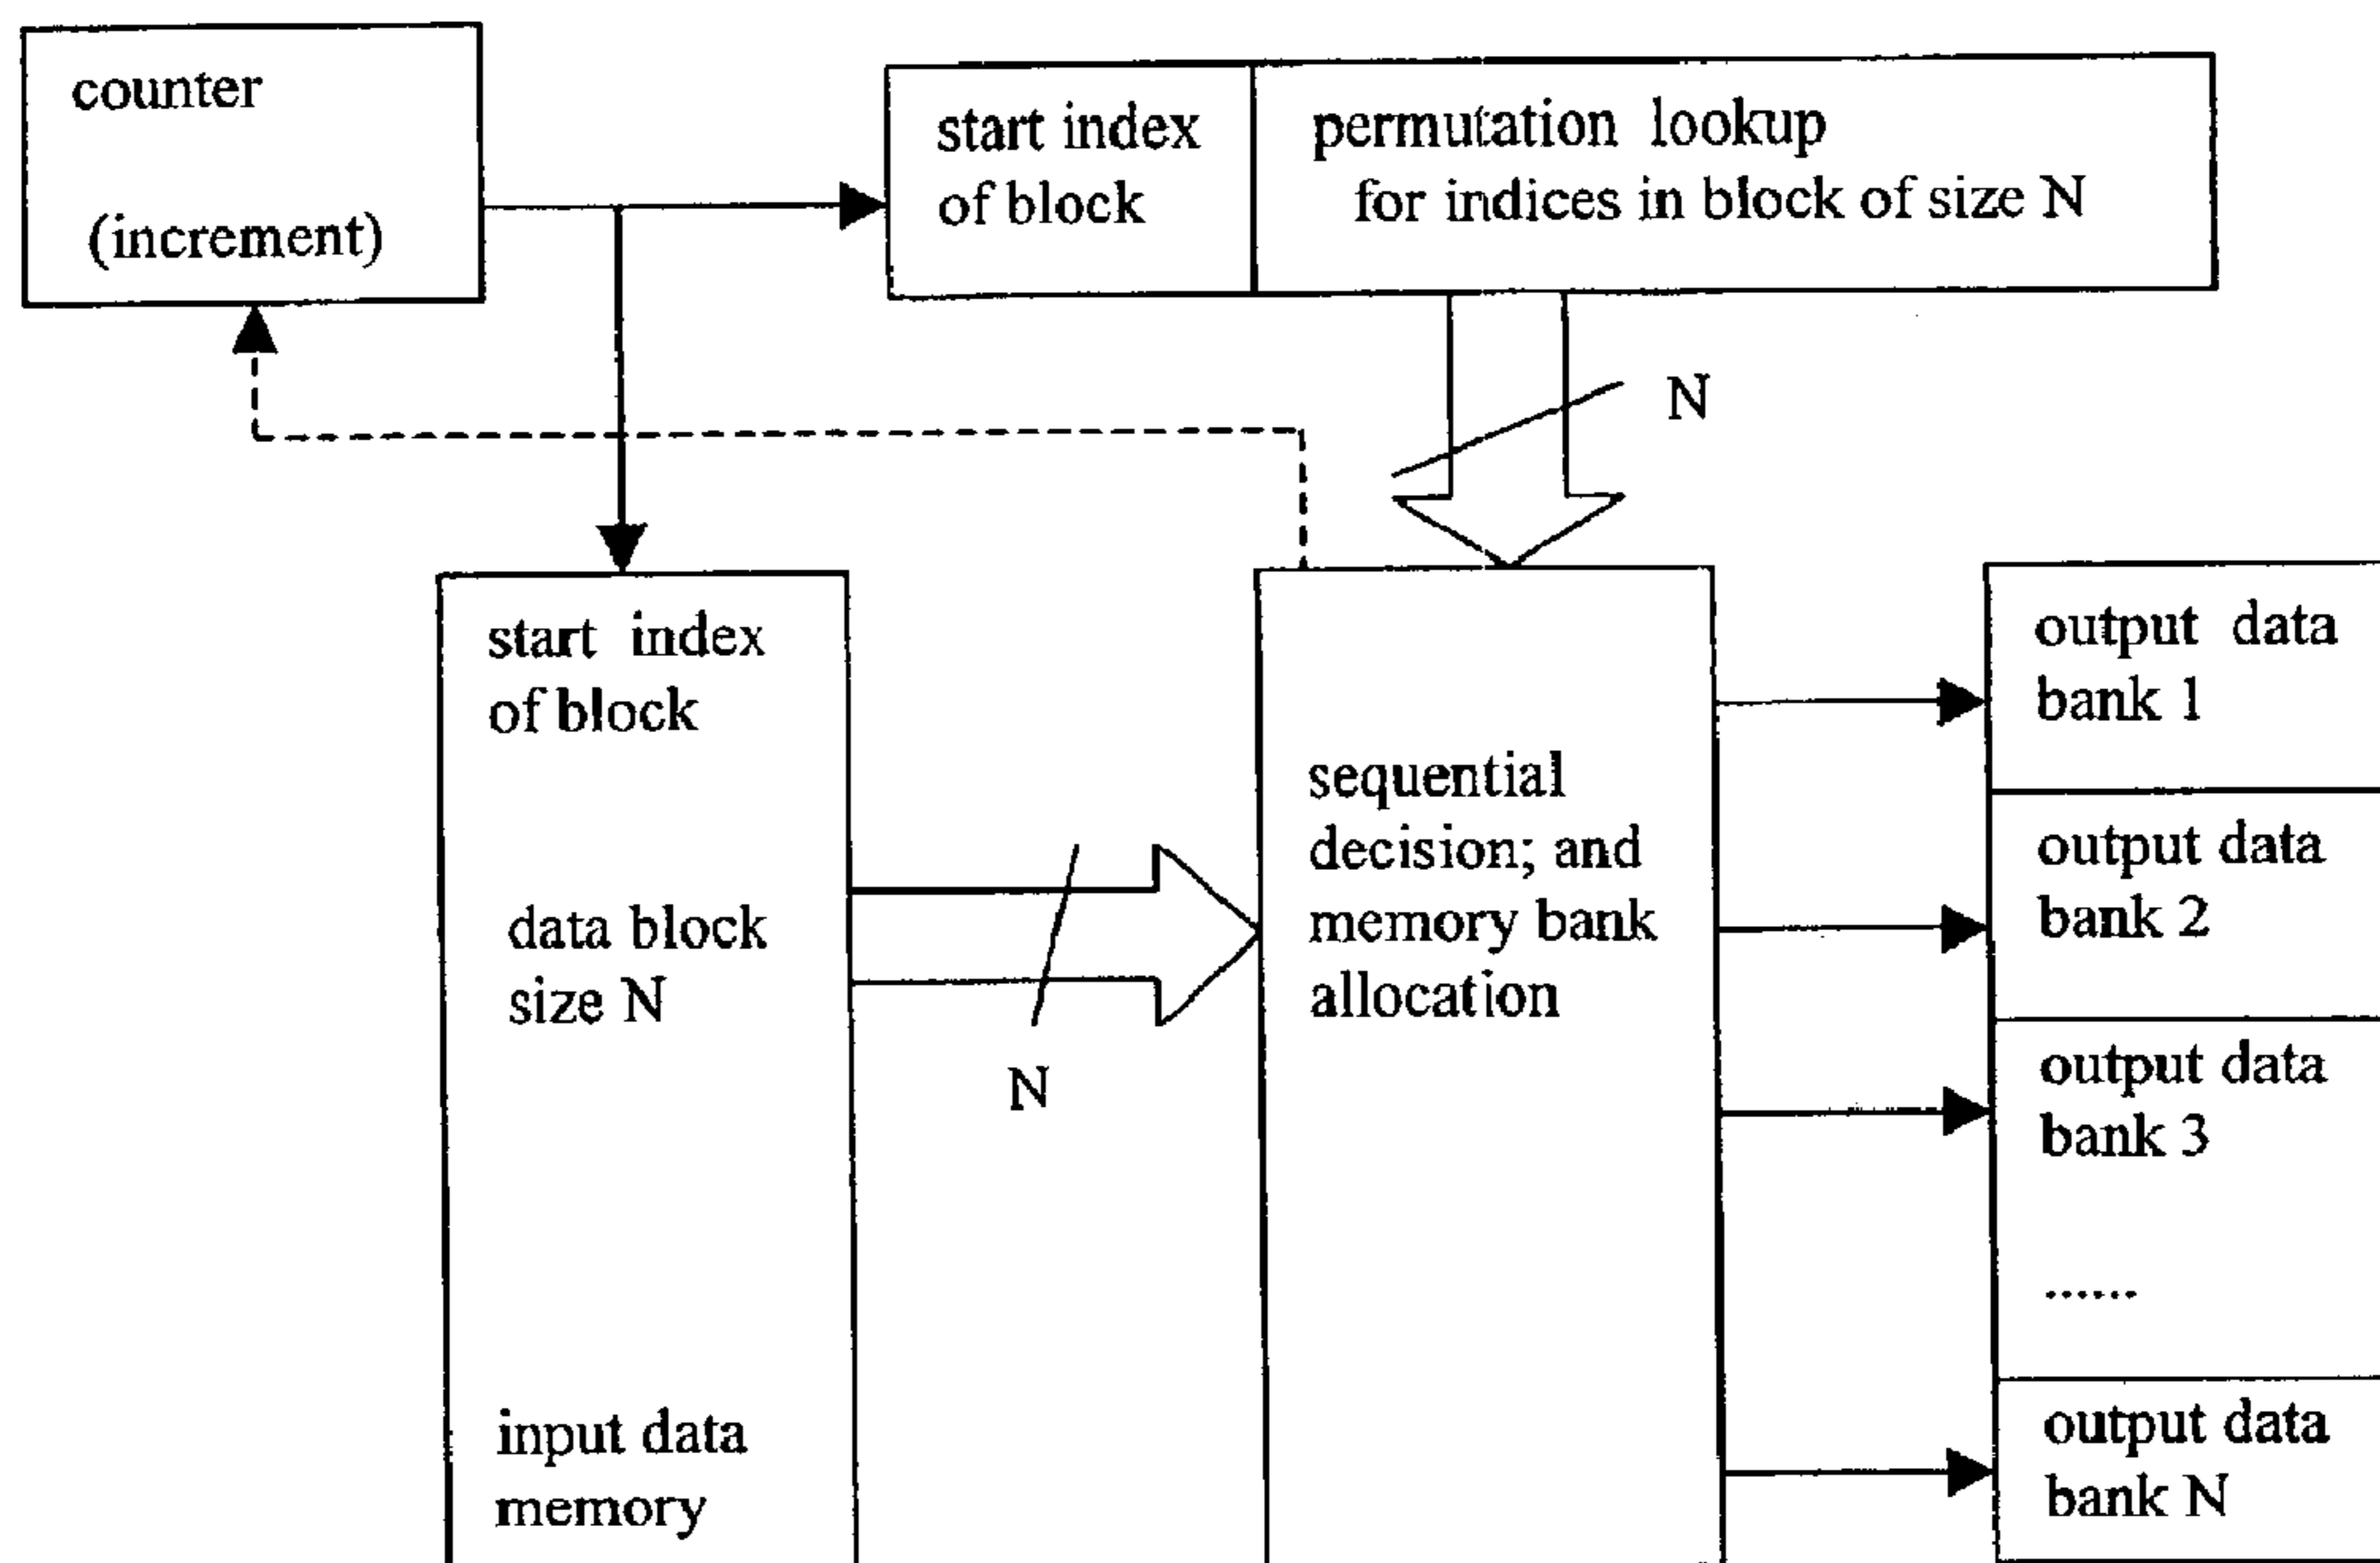 counter
(increment)
start index
of block
permutation lookup
for indices in block of size N
N
start index
of block
data block
size N
N
input data
memory
sequential
decision; and
memory bank
allocation
output data
bank 1
output data
bank 2
output data
bank 3
......
output data
bank N